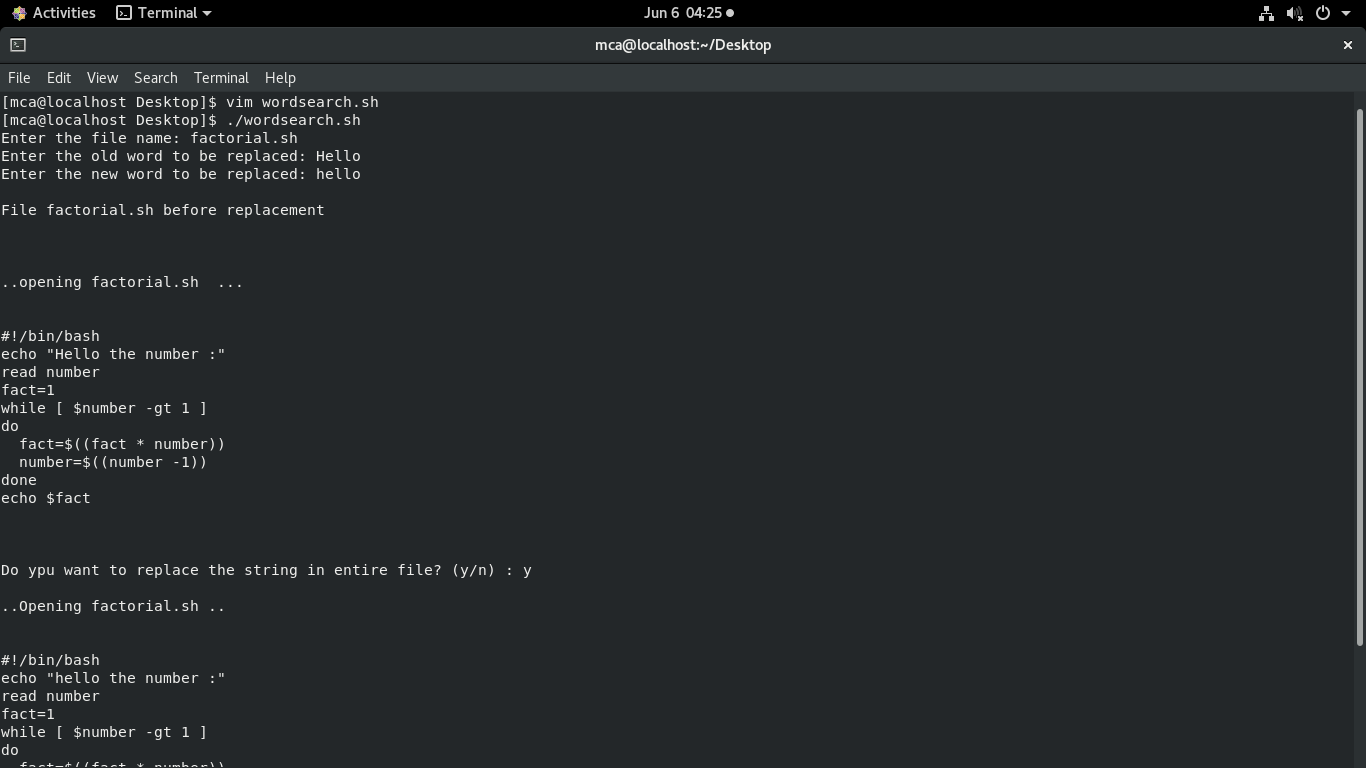 Activities Terminal Jun 6 04:25
mca@localhost:~/Desktop
File Edit View Search Terminal Help
[mca@localhost Desktop]$ vim wordsearch.sh
[mca@localhost Desktop]$ ./wordsearch.sh
Enter the file name: factorial.sh
Enter the old word to be replaced: Hello
Enter the new word to be replaced: hello
File factorial.sh before replacement
..opening factorial.sh  ...
#!/bin/bash
echo "Hello the number :"
read number
fact=1
while [ $number -gt 1 ]
do
  fact=$((fact * number))
  number=$((number -1))
done
echo $fact
Do ypu want to replace the string in entire file? (y/n) : y
..Opening factorial.sh ..
#!/bin/bash
echo "hello the number :"
read number
fact=1
while [ $number -gt 1 ]
do
  fact=$((fact * number))